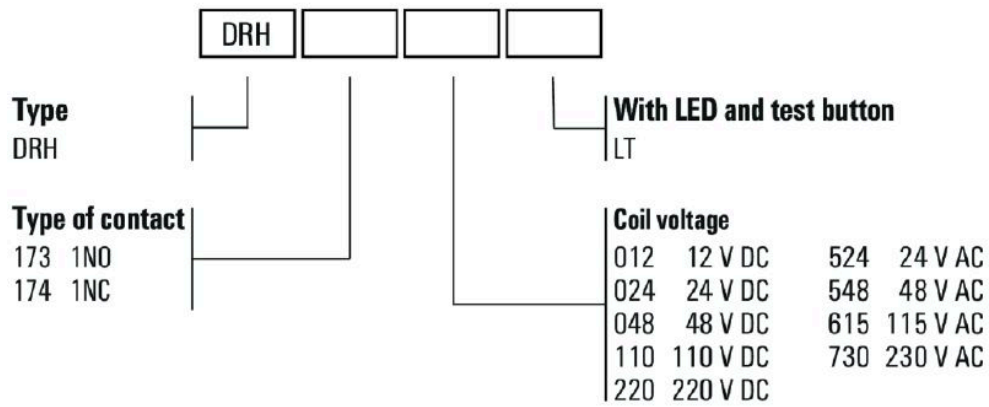 DRH
Type
DRH
With LED and test button
LT
Type of contact
173 1NO
174 1NC
Coil voltage
012 12 V DC 524 24 V AC
024 24 V DC 548 48 V AC
048 48 V DC 615 115 V AC
110 110 V DC 730 230 V AC
220 220 V DC